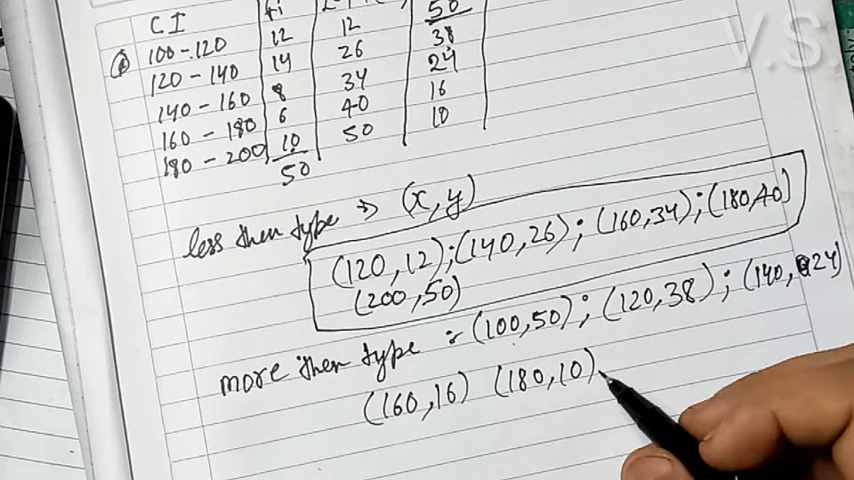 C.I fi 50
100-120 12 12 38
120-140 14 26 24
140-160 8 34 16
160-180 6 40 10
180-200 10 50
50
less then type → (x,y)
(120,12);(140,26);(160,34);(180,40)
(200,50)
more then type :- (100,50);(120,38);(140,24)
(160,16) (180,10)
V.S.